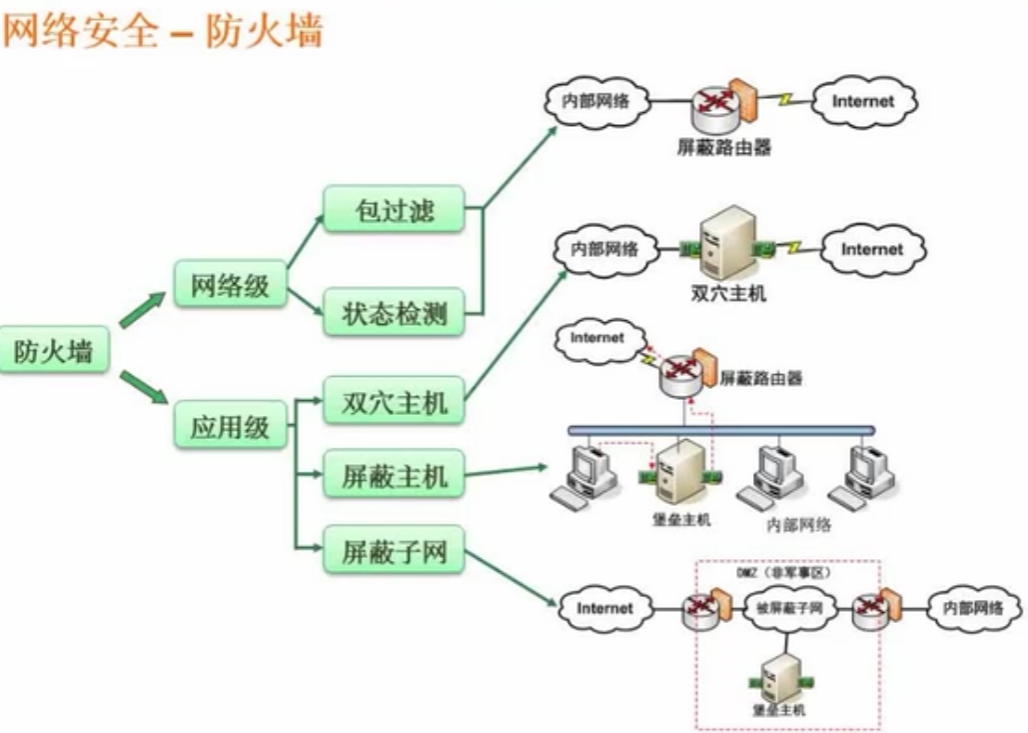 网络安全 – 防火墙
内部网络
Internet
屏蔽路由器
包过滤
内部网络
Internet
网络级
双穴主机
状态检测
Internet
防火墙
屏蔽路由器
双穴主机
应用级
屏蔽主机
堡垒主机
内部网络
屏蔽子网
DMZ（非军事区）
Internet
被屏蔽子网
内部网络
堡垒主机